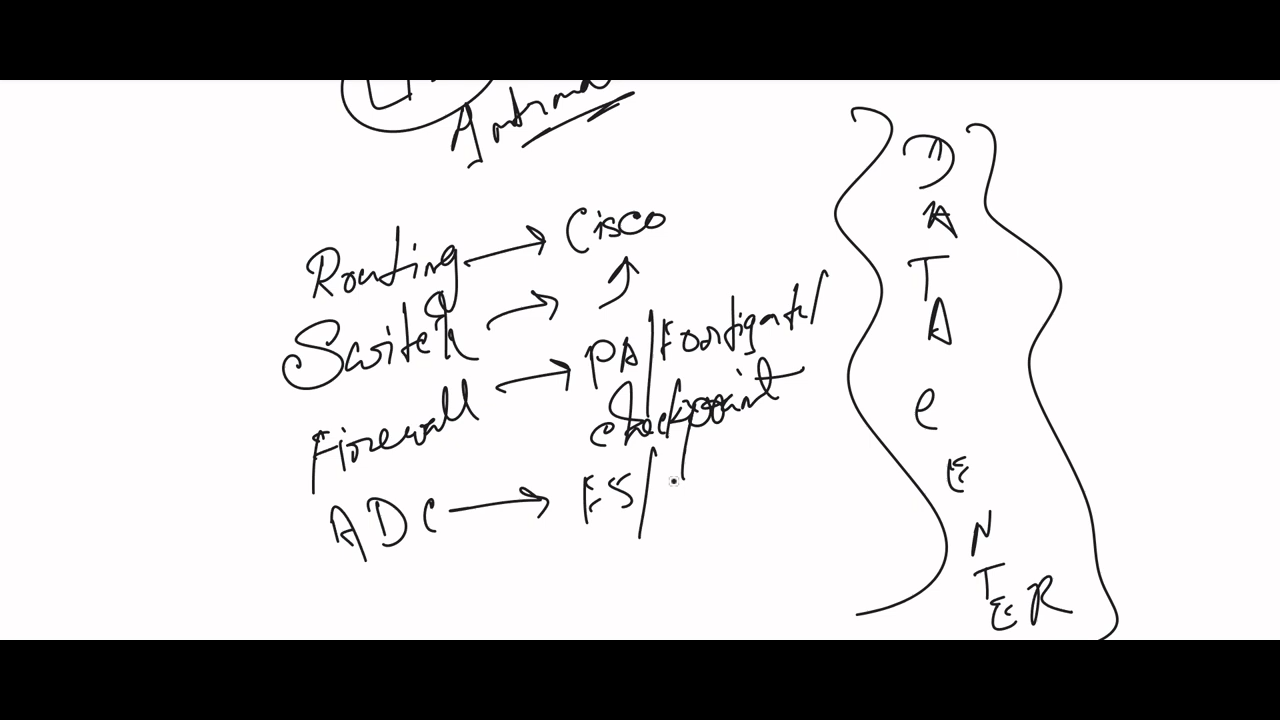 Routing → Cisco
Switch →
Firewall → PA/Fortigate/
checkpoint
ADC → F5/
DATA
CENTER